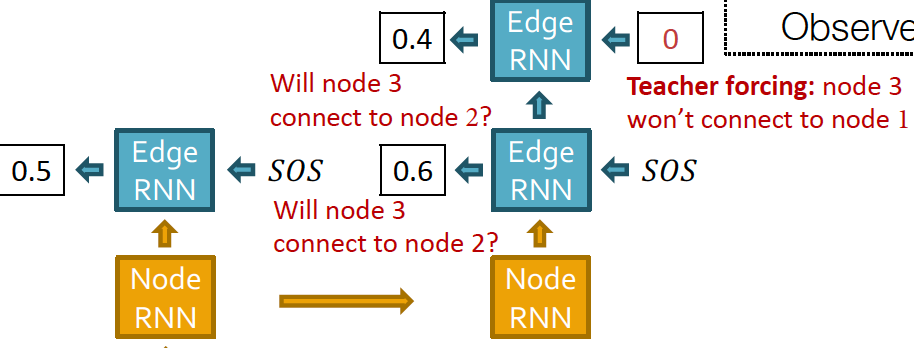 Observe
0.4
Edge
RNN
0
Will node 3
connect to node 2?
Teacher forcing: node 3
won't connect to node 1
0.5
Edge
RNN
SOS
0.6
Edge
RNN
SOS
Will node 3
connect to node 2?
Node
RNN
Node
RNN